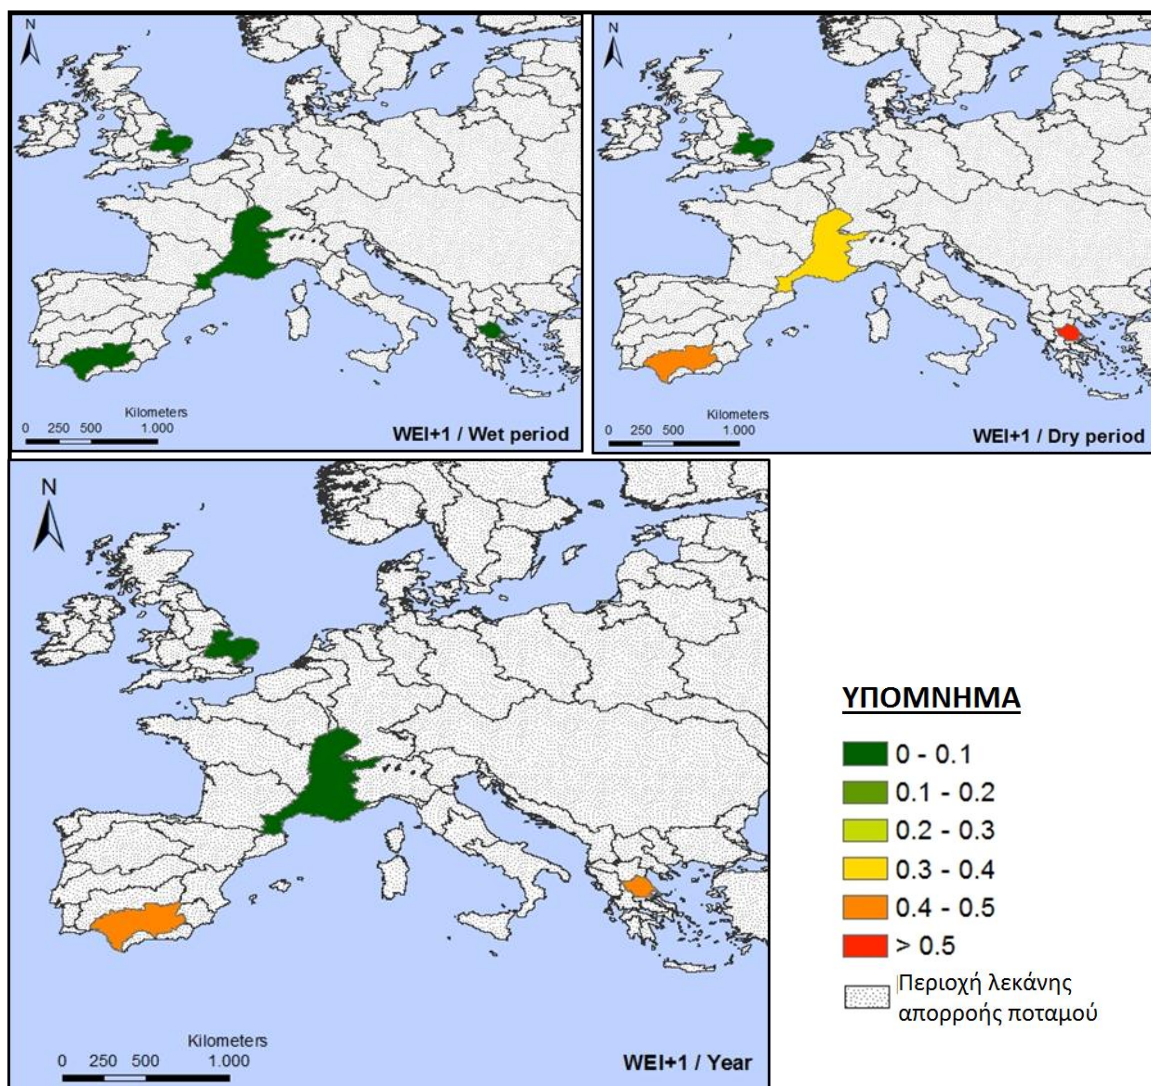 N
Kilometers
0 250 500 1.000
WEI+1 / Wet period
N
Kilometers
0 250 500 1.000
WEI+1 / Dry period
N
Kilometers
0 250 500 1.000
WEI+1 / Year
ΥΠΟΜΝΗΜΑ
0 - 0.1
0.1 - 0.2
0.2 - 0.3
0.3 - 0.4
0.4 - 0.5
> 0.5
Περιοχή λεκάνης
απορροής ποταμού